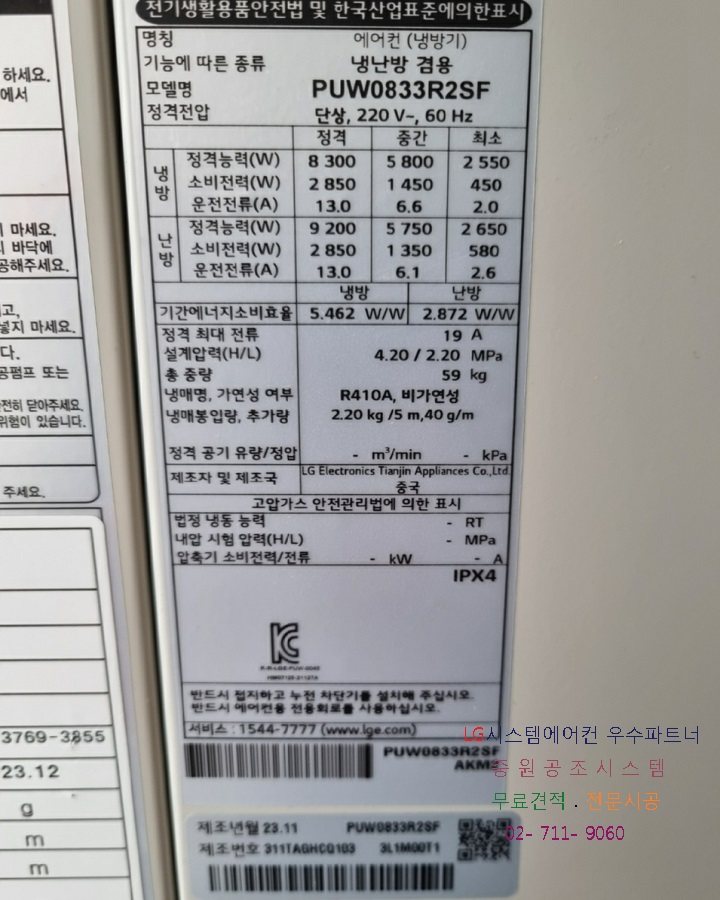 전기생활용품안전법 및 한국산업표준에의한표시
명칭 에어컨 (냉방기)
기능에 따른 종류 냉난방 겸용
모델명 PUW0833R2SF
정격전압 단상, 220 V~, 60 Hz
정격 중간 최소
냉방
정격능력(W) 8 300 5 800 2 550
소비전력(W) 2 850 1 450 450
운전전류(A) 13.0 6.6 2.0
난방
정격능력(W) 9 200 5 750 2 650
소비전력(W) 2 850 1 350 580
운전전류(A) 13.0 6.1 2.6
냉방 난방
기간에너지소비효율 5.462 W/W 2.872 W/W
정격 최대 전류 19 A
설계압력(H/L) 4.20 / 2.20 MPa
총 중량 59 kg
냉매명, 가연성 여부 R410A, 비가연성
냉매봉입량, 추가량 2.20 kg /5 m,40 g/m
정격 공기 유량/정압 - m³/min - kPa
제조자 및 제조국 LG Electronics Tianjin Appliances Co.,Ltd.
중국
고압가스 안전관리법에 의한 표시
법정 냉동 능력 - RT
내압 시험 압력(H/L) - MPa
압축기 소비전력/전류 - kW - A
IPX4
반드시 접지하고 누전 차단기를 설치해 주십시오.
반드시 에어컨용 전용회로를 사용하십시오.
서비스 : 1544-7777 (www.lge.com)
PUW0833R2SF
제조년월 23.11 PUW0833R2SF
제조번호 311TAGHCQ103 3L1M00T1
하세요.
에서
마세요.
바닥에
공해주세요.
고,
넣지 마세요.
다.
공펌프 또는
전히 닫아주세요.
위험이 있습니다.
주세요.
3769-3855
23.12
g
m
m
LG시스템에어컨 우수파트너
중원공조시스템
무료견적 . 전문시공
02- 711- 9060